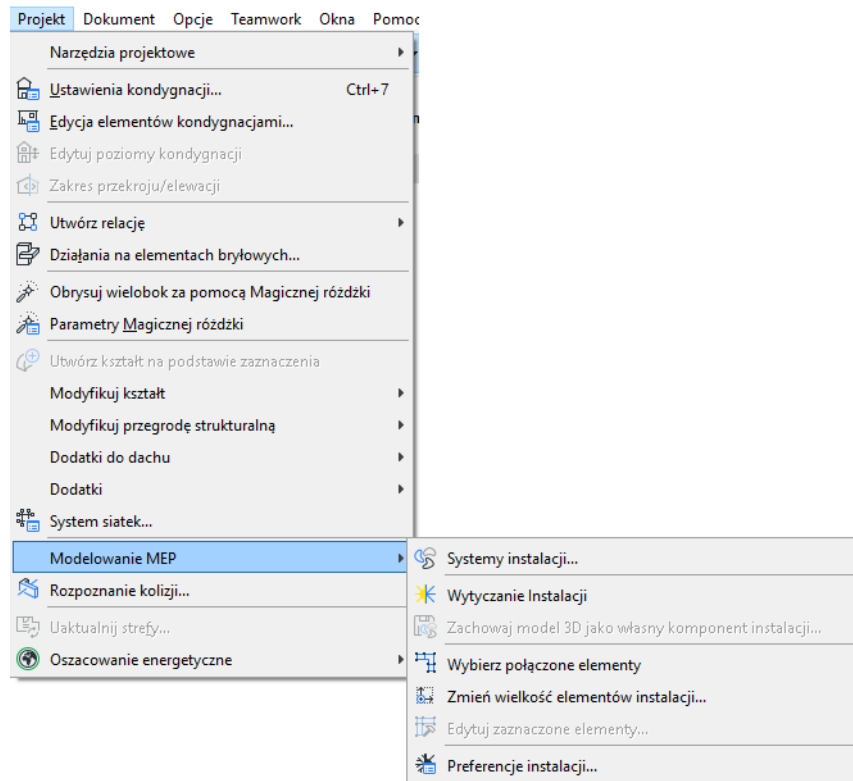 Projekt Dokument Opcje Teamwork Okna Pomoc
Narzędzia projektowe
Ustawienia kondygnacji... Ctrl+7
Edycja elementów kondygnacjami...
Edytuj poziomy kondygnacji
Zakres przekroju/elewacji
Utwórz relację
Działania na elementach bryłowych...
Obrysuj wielobok za pomocą Magicznej różdżki
Parametry Magicznej różdżki
Utwórz kształt na podstawie zaznaczenia
Modyfikuj kształt
Modyfikuj przegrodę strukturalną
Dodatki do dachu
Dodatki
System siatek...
Modelowanie MEP
Rozpoznanie kolizji...
Uaktualnij strefy...
Oszacowanie energetyczne
Systemy instalacji...
Wytyczanie Instalacji
Zachowaj model 3D jako własny komponent instalacji...
Wybierz połączone elementy
Zmień wielkość elementów instalacji...
Edytuj zaznaczone elementy...
Preferencje instalacji...